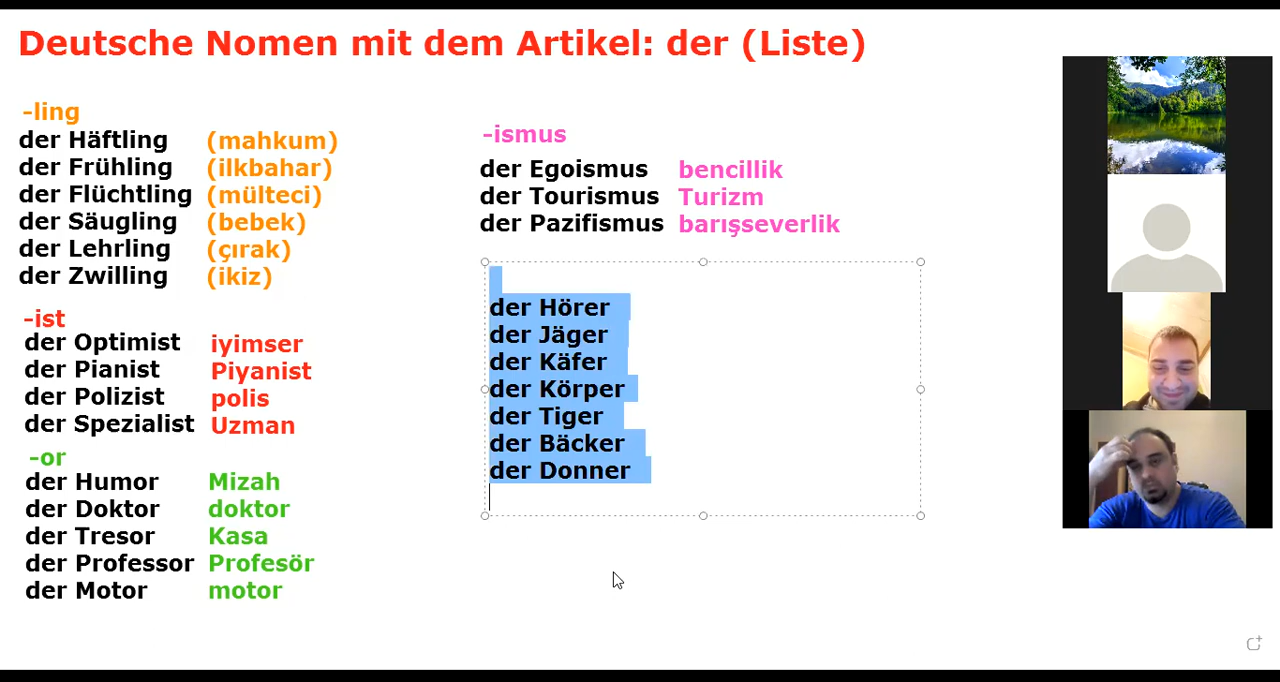 Deutsche Nomen mit dem Artikel: der (Liste)
-ling
der Häftling (mahkum)
der Frühling (ilkbahar)
der Flüchtling (mülteci)
der Säugling (bebek)
der Lehrling (çırak)
der Zwilling (ikiz)
-ist
der Optimist iyimser
der Pianist Piyanist
der Polizist polis
der Spezialist Uzman
-or
der Humor Mizah
der Doktor doktor
der Tresor Kasa
der Professor Profesör
der Motor motor
-ismus
der Egoismus bencillik
der Tourismus Turizm
der Pazifismus barışseverlik
der Hörer
der Jäger
der Käfer
der Körper
der Tiger
der Bäcker
der Donner